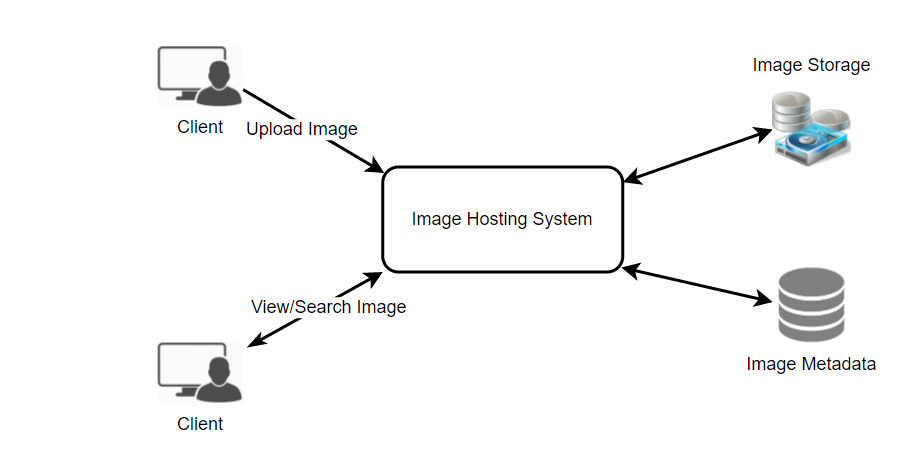 Image Storage
Client
Upload Image
Image Hosting System
View/Search Image
Image Metadata
Client